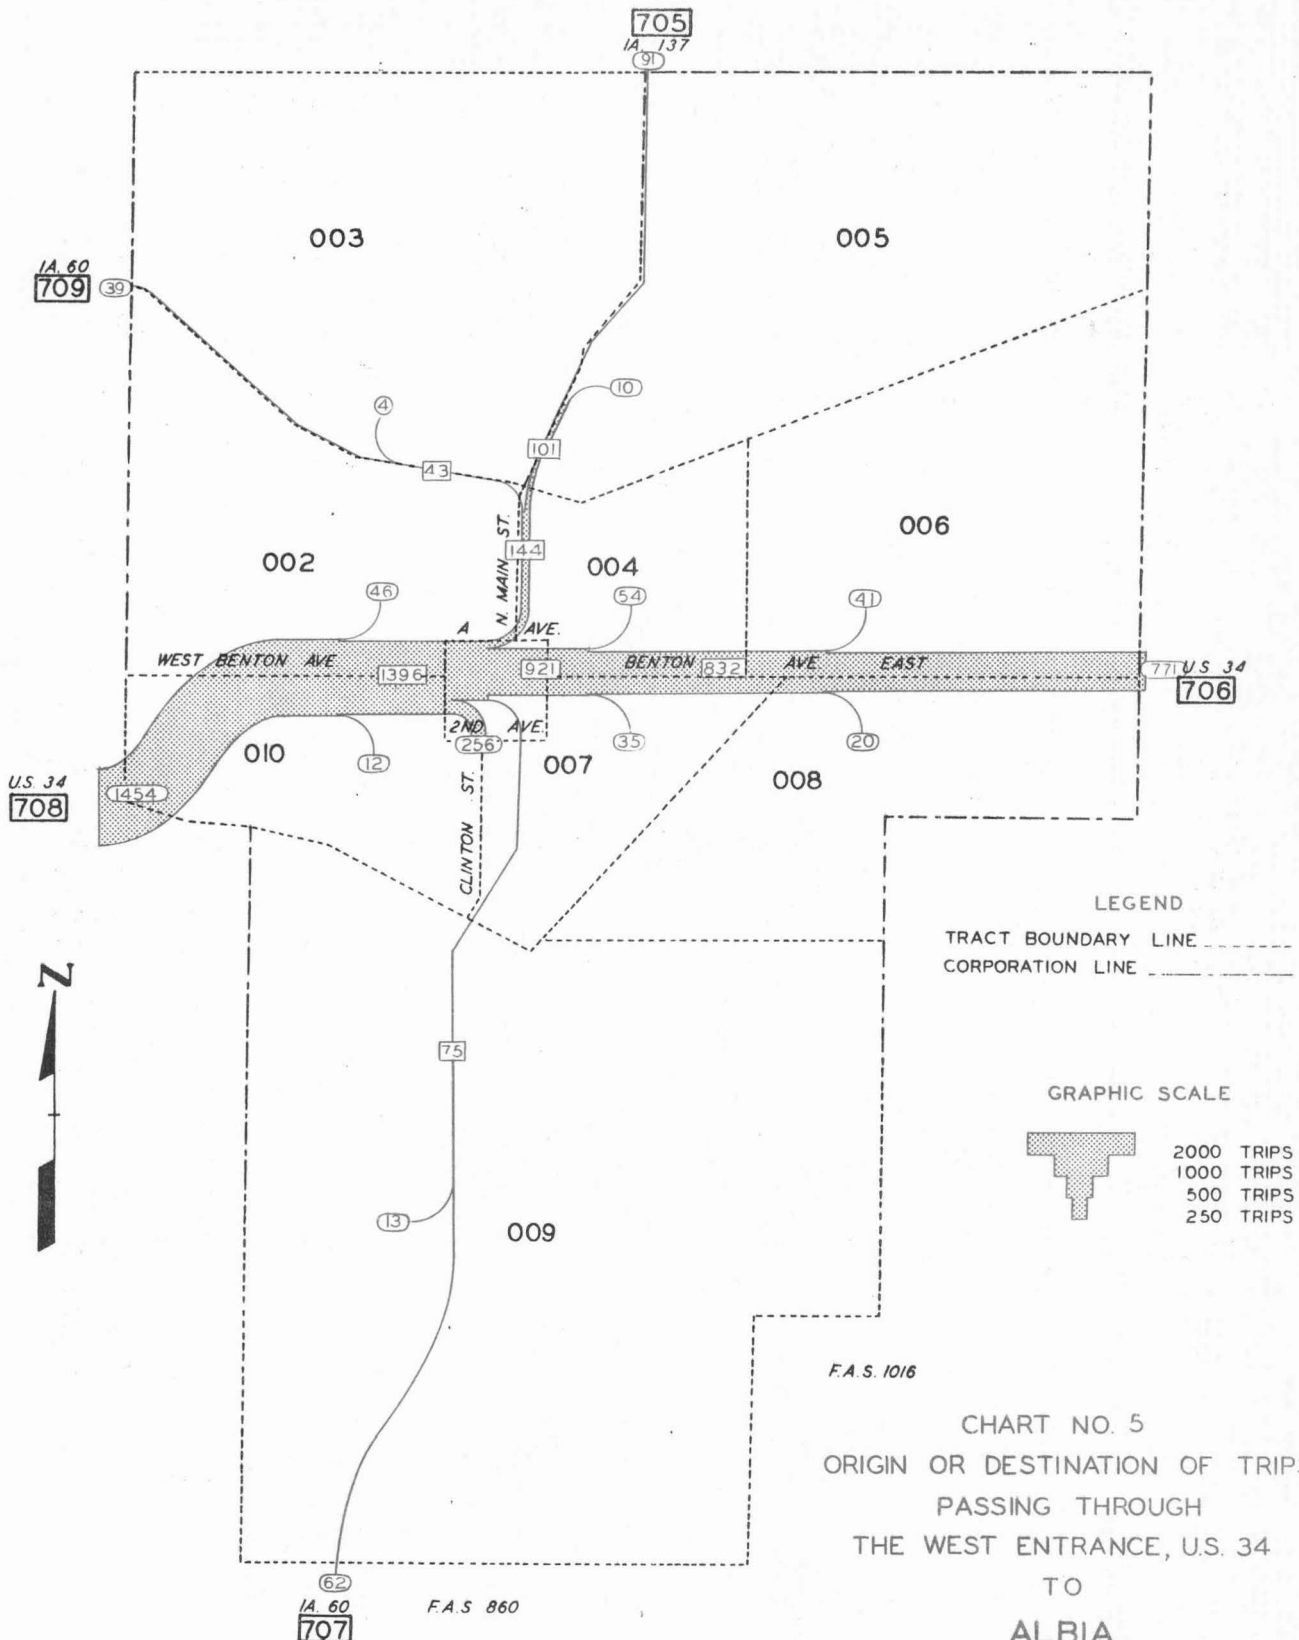 705
IA. 137
91
003
005
IA. 60
709
39
4
10
43
101
N. MAIN ST.
144
002
004
006
46
54
41
A AVE.
WEST BENTON AVE
1396
921
BENTON
832
AVE. EAST
771
U.S 34
706
2ND AVE.
256
35
20
010
12
007
008
U.S. 34
708
1454
CLINTON ST.
LEGEND
TRACT BOUNDARY LINE
CORPORATION LINE
N
75
GRAPHIC SCALE
2000 TRIPS
1000 TRIPS
500 TRIPS
250 TRIPS
13
009
F.A.S. 1016
CHART NO. 5
ORIGIN OR DESTINATION OF TRIPS
PASSING THROUGH
THE WEST ENTRANCE, U.S. 34
TO
ALBIA
62
IA. 60
707
F.A.S 860